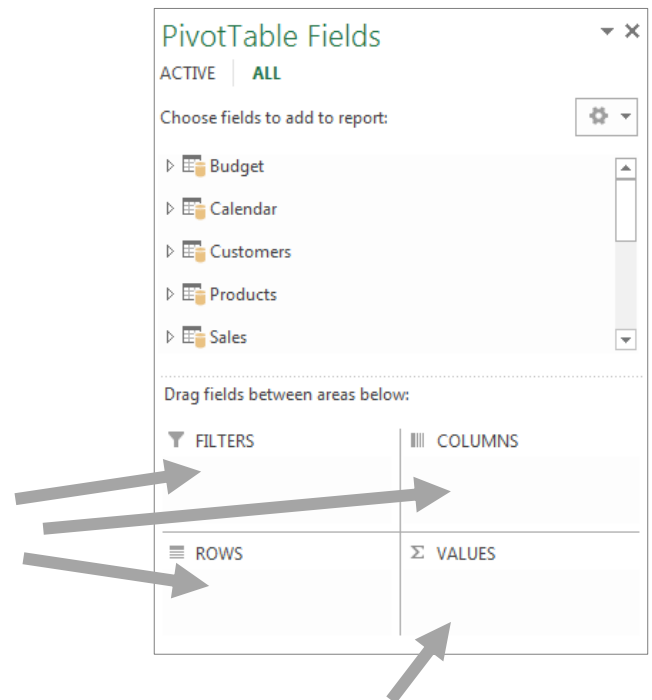 PivotTable Fields
ACTIVE ALL
Choose fields to add to report:
Budget
Calendar
Customers
Products
Sales
Drag fields between areas below:
FILTERS
COLUMNS
ROWS
Σ VALUES